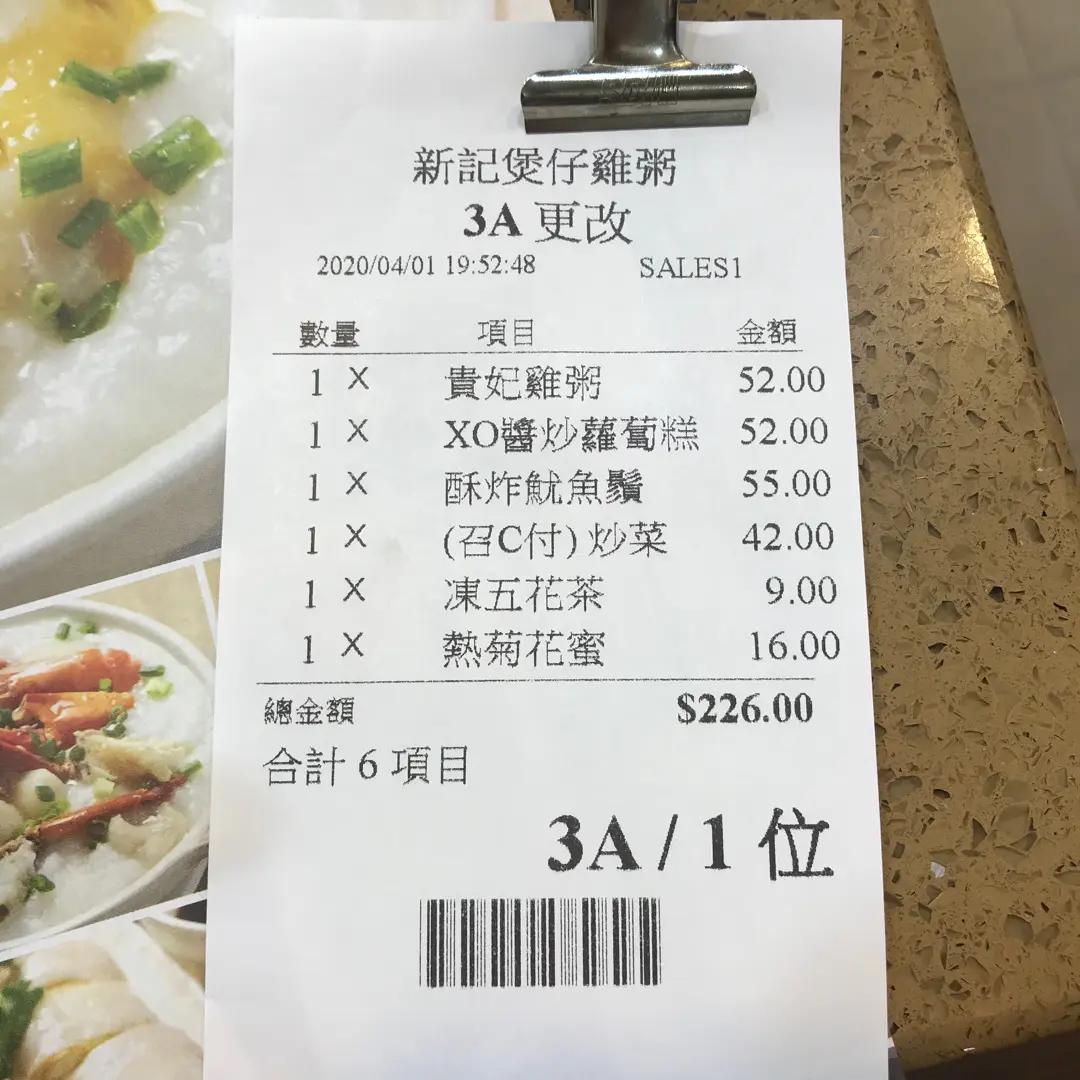 新記煲仔雞粥
3A 更改
2020/04/01 19:52:48 SALES1
數量 項目 金額
1 X 貴妃雞粥 52.00
1 X XO醬炒蘿蔔糕 52.00
1 X 酥炸魷魚鬚 55.00
1 X (召C付) 炒菜 42.00
1 X 凍五花茶 9.00
1 X 熱菊花蜜 16.00
總金額 $226.00
合計 6 項目
3A / 1 位